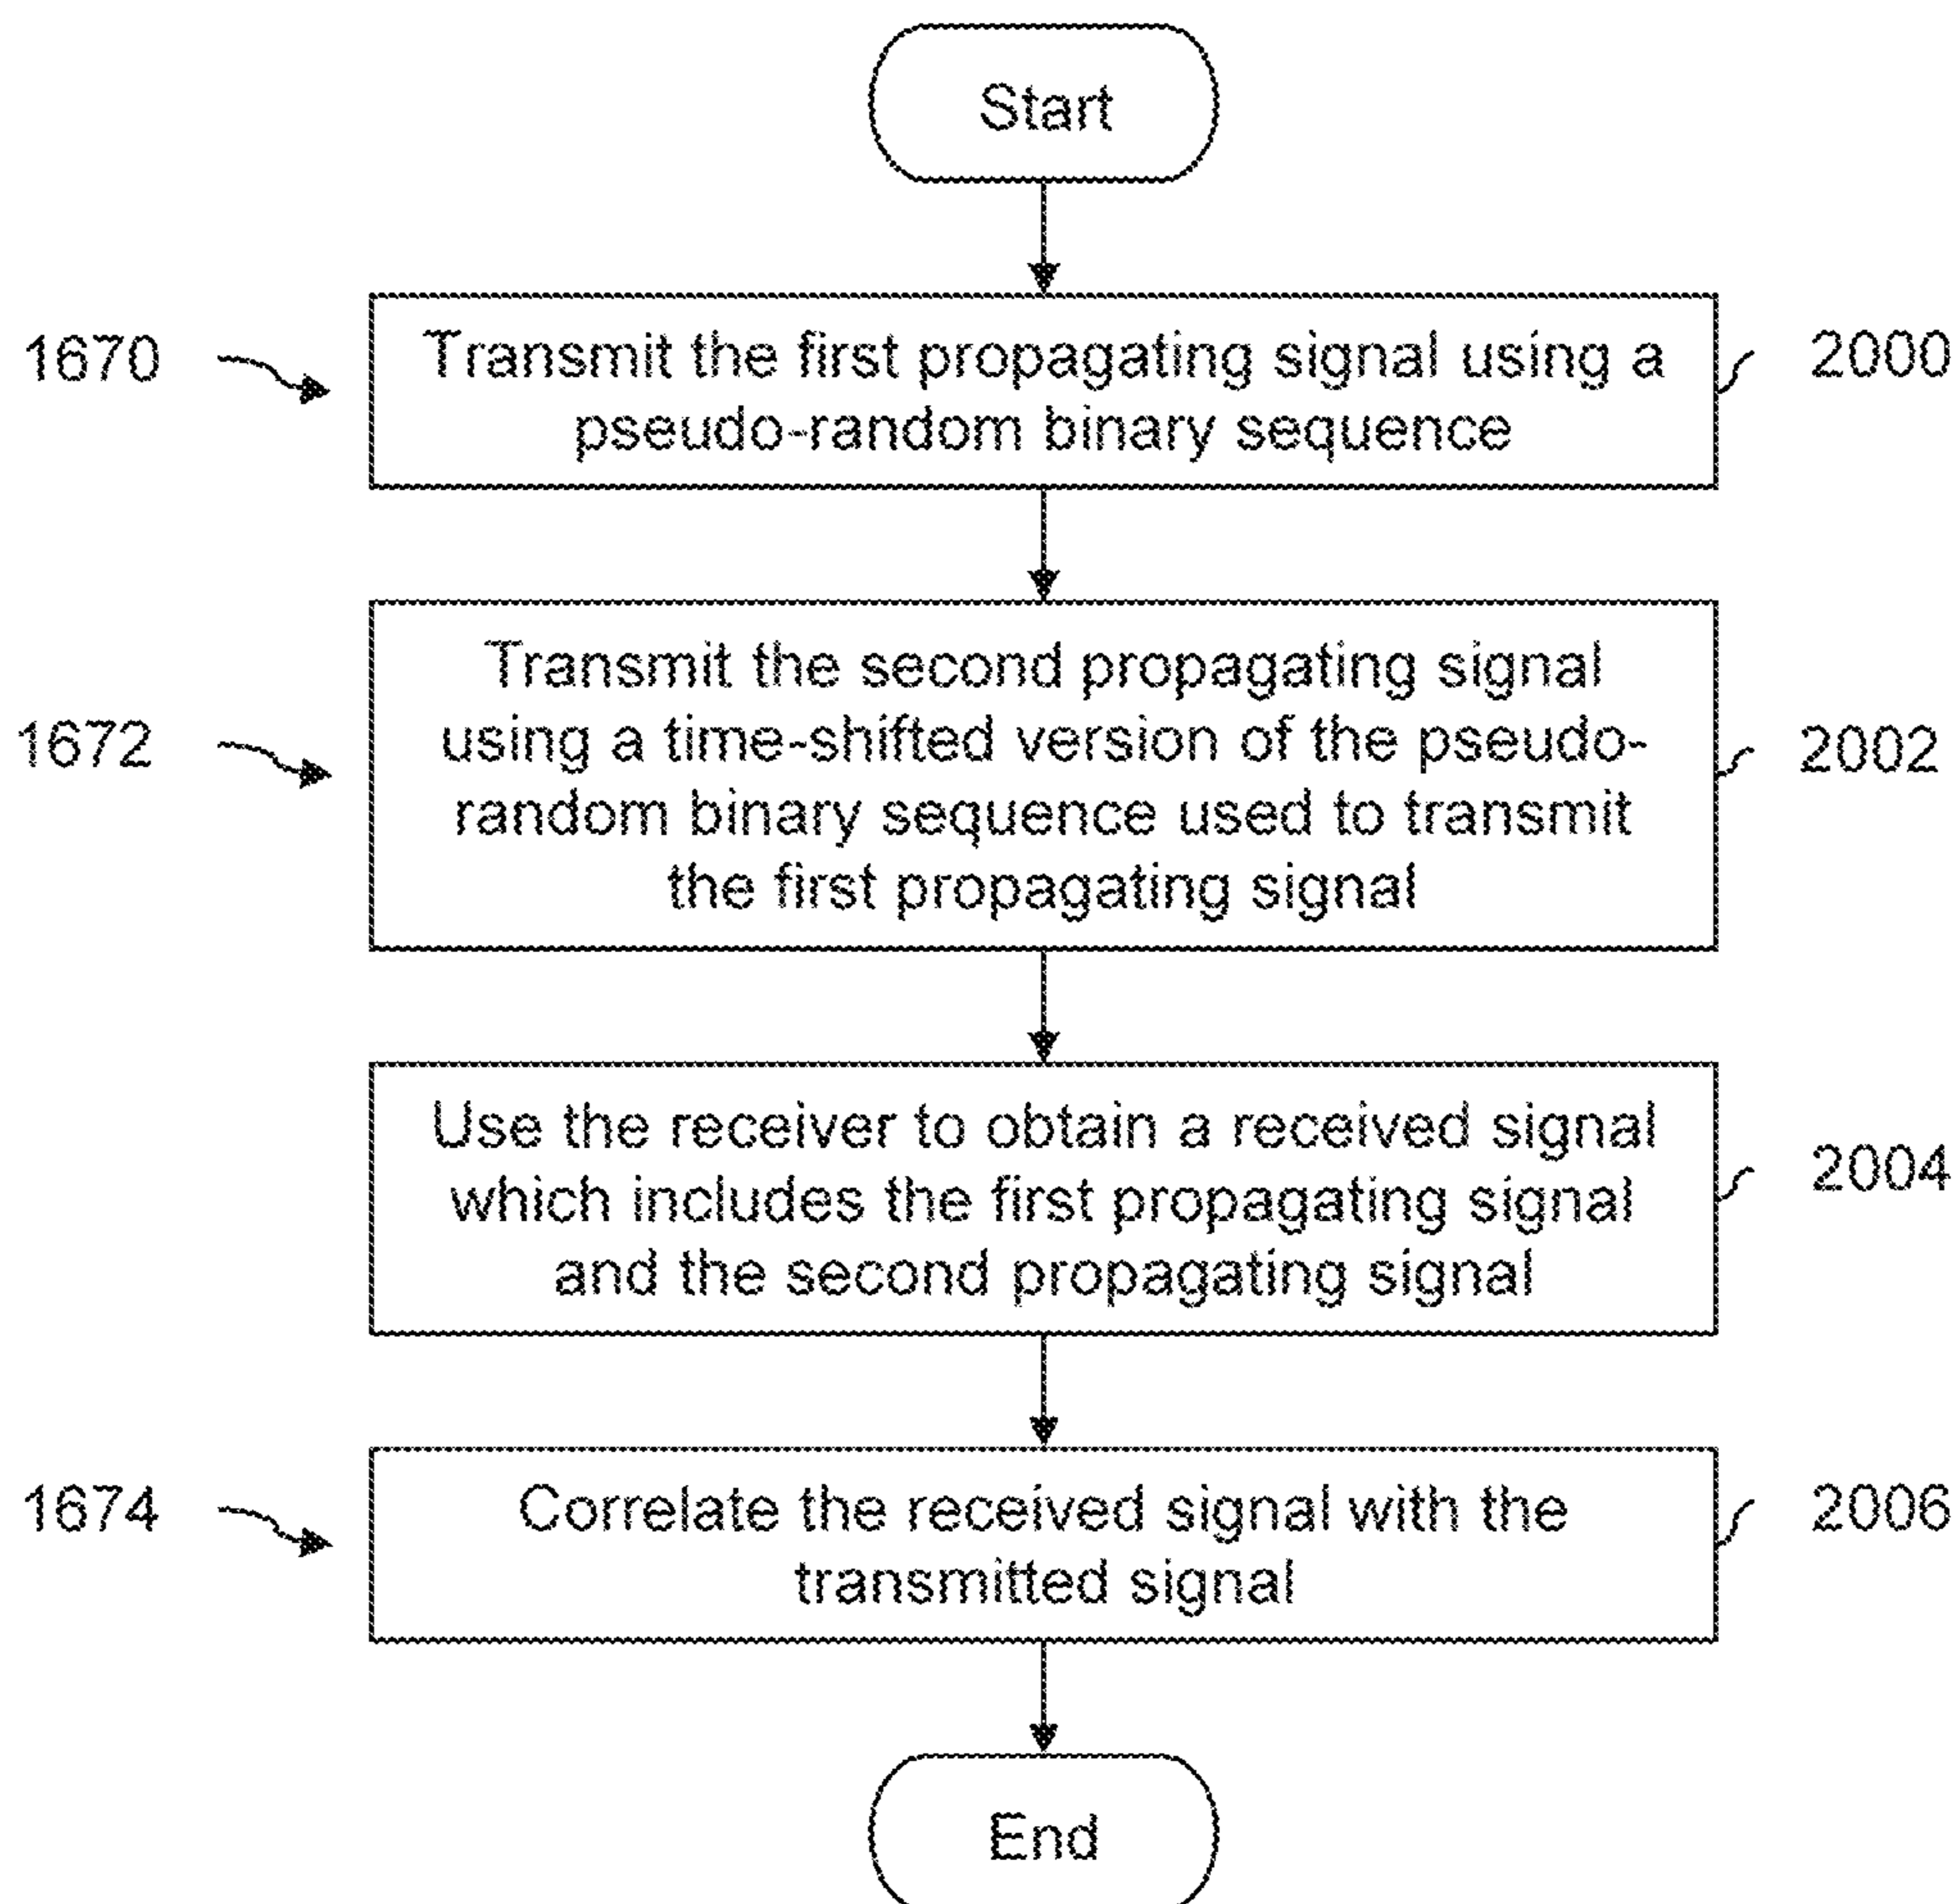 Start
1670
Transmit the first propagating signal using a
pseudo-random binary sequence
2000
Transmit the second propagating signal
1672
using a time-shifted version of the pseudo-
2002
random binary sequence used to transmit
the first propagating signal
Use the receiver to obtain a received signal
which includes the first propagating signal
2004
and the second propagating signal
1674
Correlate the received signal with the
transmitted signal
2006
End